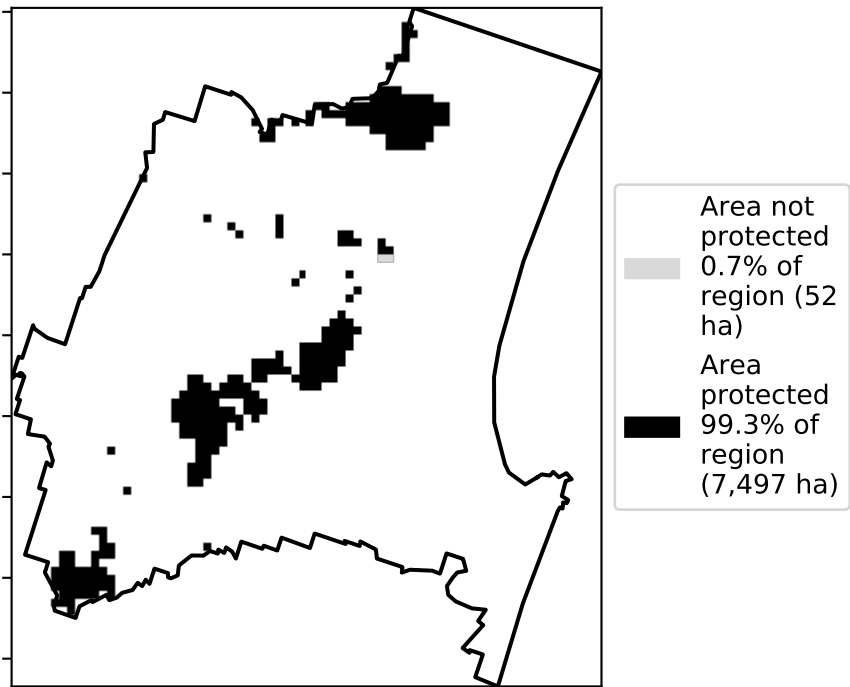 Area not
protected
0.7% of
region (52
ha)
Area
protected
99.3% of
region
(7,497 ha)